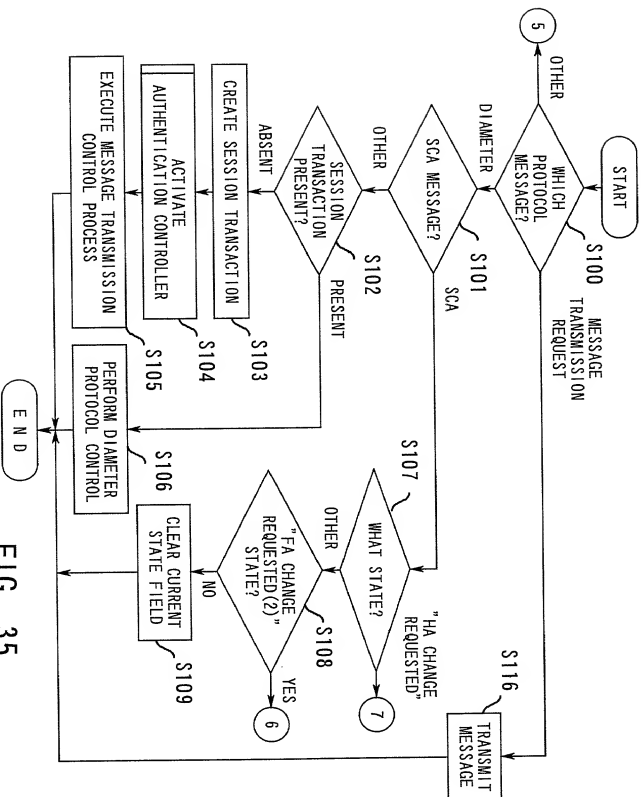 START
S100
WHICH
PROTOCOL
MESSAGE?
OTHER
5
MESSAGE
TRANSMISSION
REQUEST
DIAMETER
S101
SCA MESSAGE?
SCA
OTHER
S102
SESSION
TRANSACTION
PRESENT?
PRESENT
ABSENT
CREATE SESSION TRANSACTION
S103
ACTIVATE
AUTHENTICATION CONTROLLER
S104
EXECUTE MESSAGE TRANSMISSION
CONTROL PROCESS
S105
PERFORM DIAMETER
PROTOCOL CONTROL
S106
S107
WHAT STATE?
"HA CHANGE
REQUESTED"
7
OTHER
S108
"FA CHANGE
REQUESTED(2)"
STATE?
YES
6
NO
CLEAR CURRENT
STATE FIELD
S109
S116
TRANSMIT
MESSAGE
END
FIG. 35